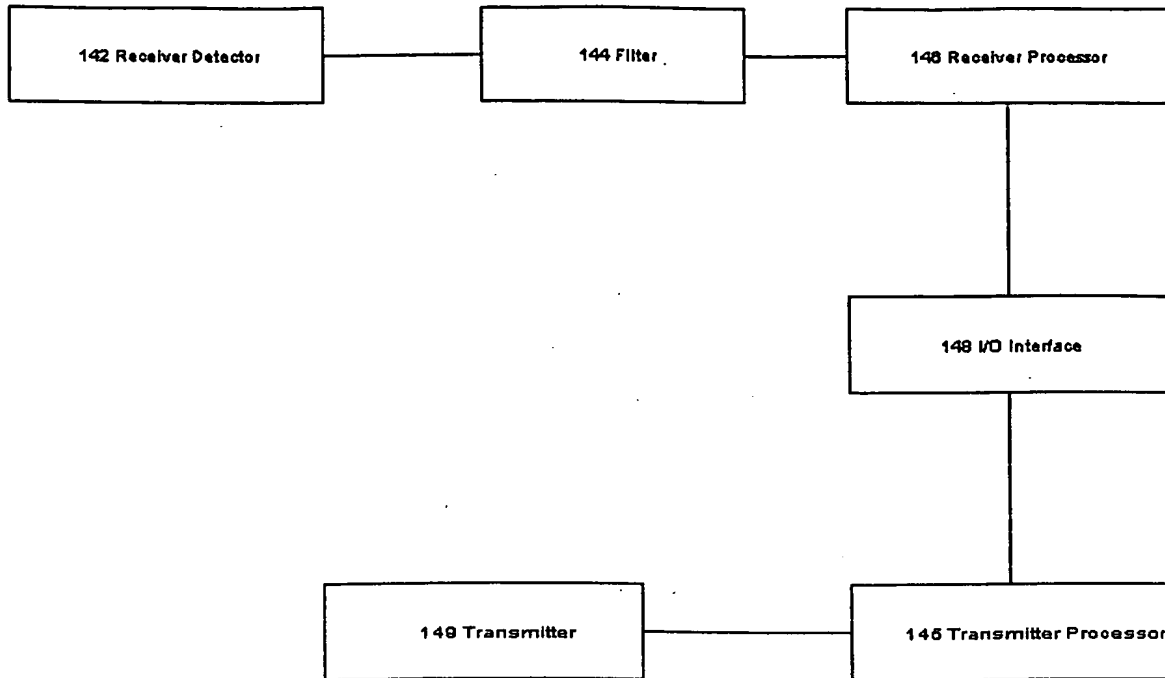 142 Receiver Detector
144 Filter
146 Receiver Processor
148 I/O Interface
149 Transmitter
145 Transmitter Processor